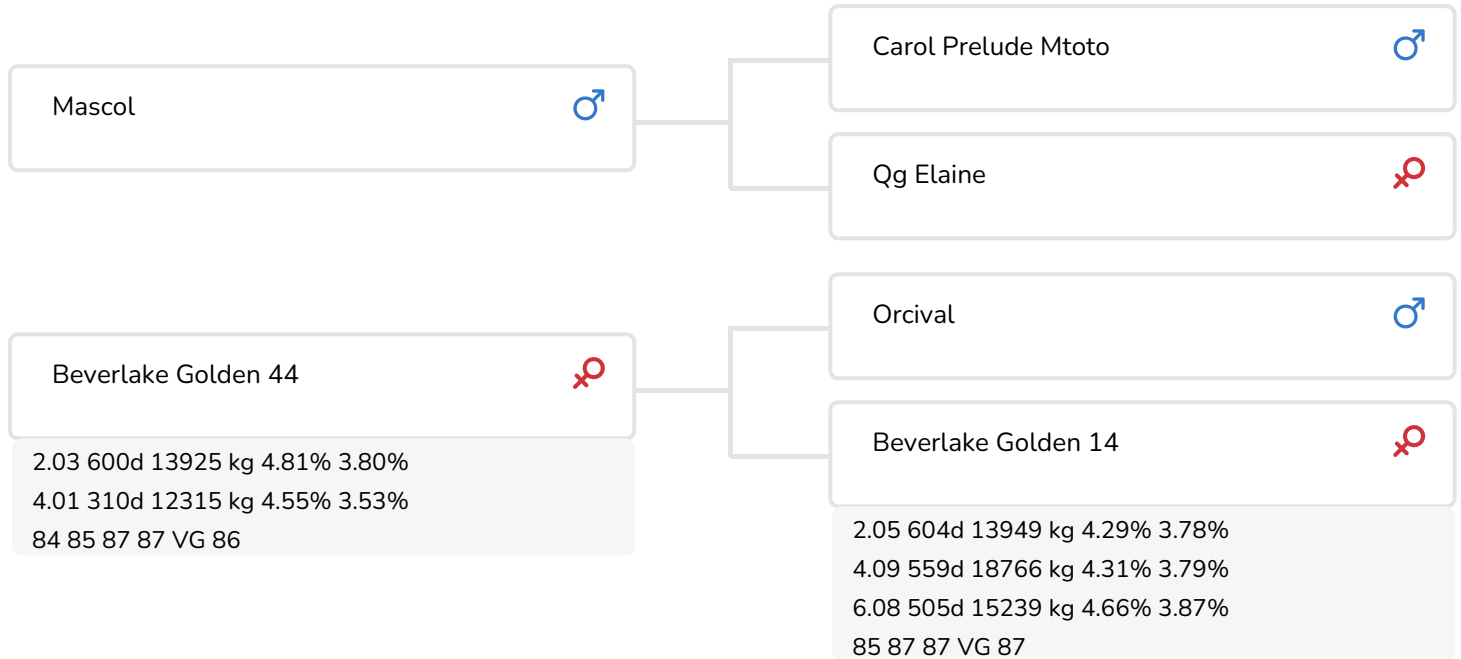 Mascol
Carol Prelude Mtoto
Qg Elaine
Beverlake Golden 44
2.03 600d 13925 kg 4.81% 3.80%
4.01 310d 12315 kg 4.55% 3.53%
84 85 87 87 VG 86
Orcival
Beverlake Golden 14
2.05 604d 13949 kg 4.29% 3.78%
4.09 559d 18766 kg 4.31% 3.79%
6.08 505d 15239 kg 4.66% 3.87%
85 87 87 VG 87